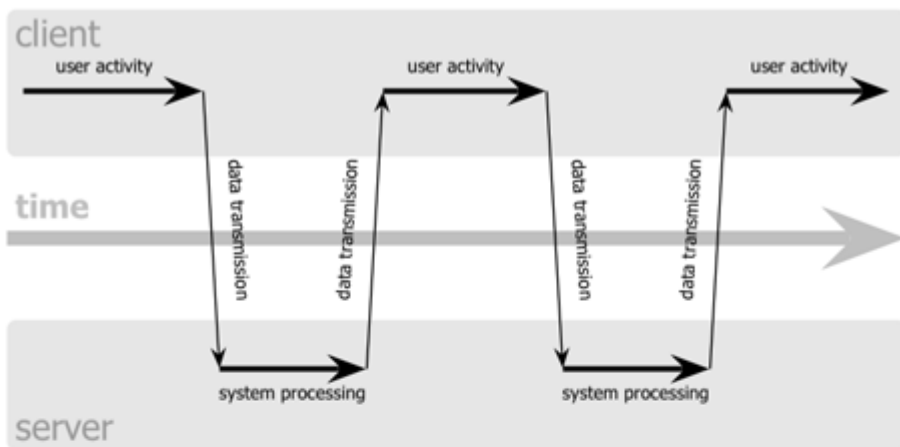 client
user activity
user activity
user activity
data transmission
data transmission
data transmission
data transmission
time
system processing
system processing
server